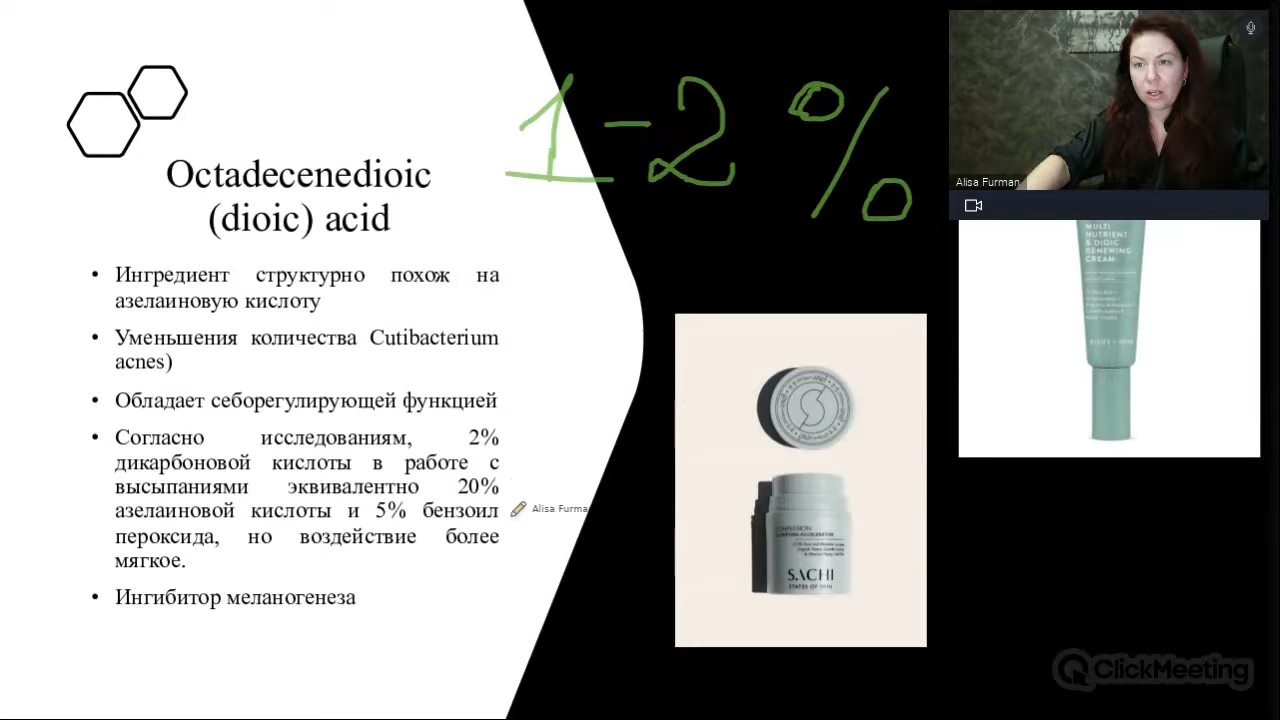 Octadecenedioic
(dioic) acid
• Ингредиент структурно похож на
азелаиновую кислоту
• Уменьшения количества Cutibacterium
acnes)
• Обладает себорегулирующей функцией
• Согласно исследованиям, 2%
дикарбоновой кислоты в работе с
высыпаниями эквивалентно 20%
азелаиновой кислоты и 5% бензоил
пероксида, но воздействие более
мягкое.
• Ингибитор меланогенеза
1-2 %
Alisa Furma
Alisa Furman
MULTI
NUTRIENT
& DIOIC
RENEWING
CREAM
SACHI
STATES OF SKIN
ClickMeeting